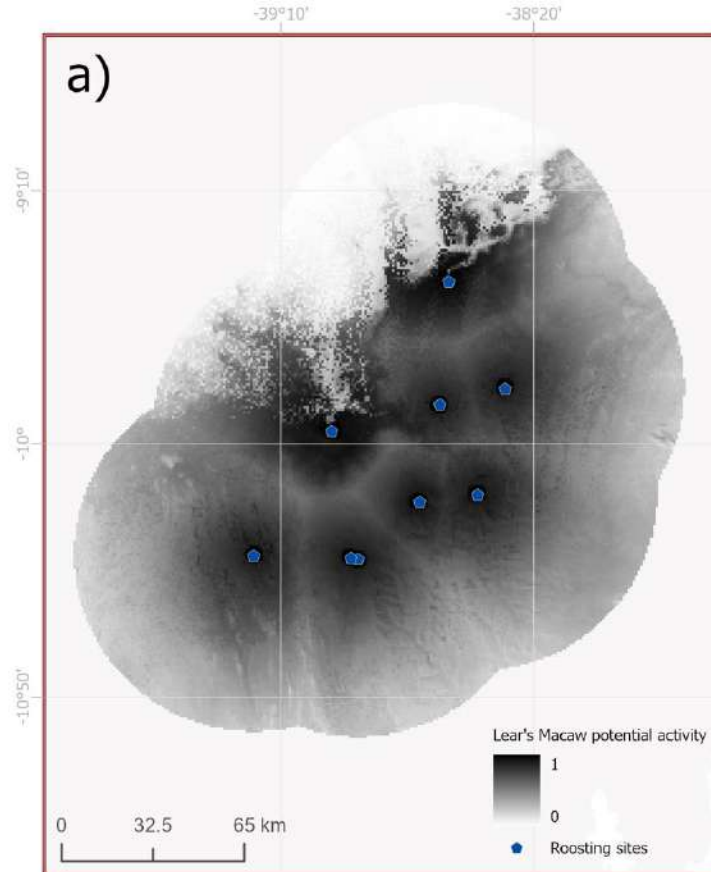 -39°10'
-38°20'
a)
-9°10'
-10°
-10°50'
Lear's Macaw potential activity
1
0
Roosting sites
0
32.5
65 km